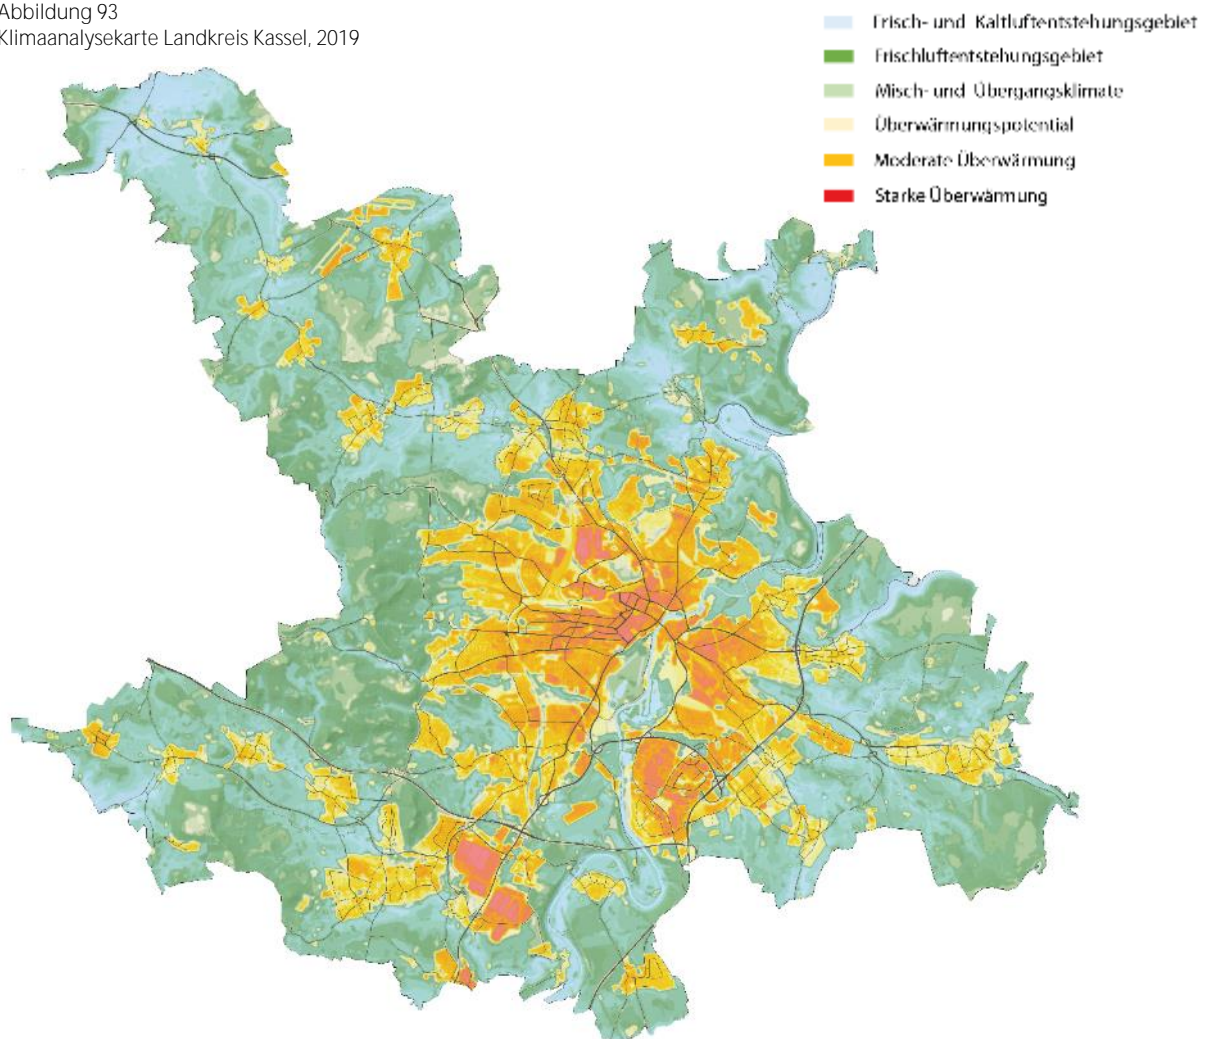 Abbildung 93
Klimaanalysekarte Landkreis Kassel, 2019
Frisch- und Kaltluftentstehungsgebiet
Frischluftentstehungsgebiet
Misch- und Übergangsklimate
Überwärmungspotential
Moderate Überwärmung
Starke Überwärmung